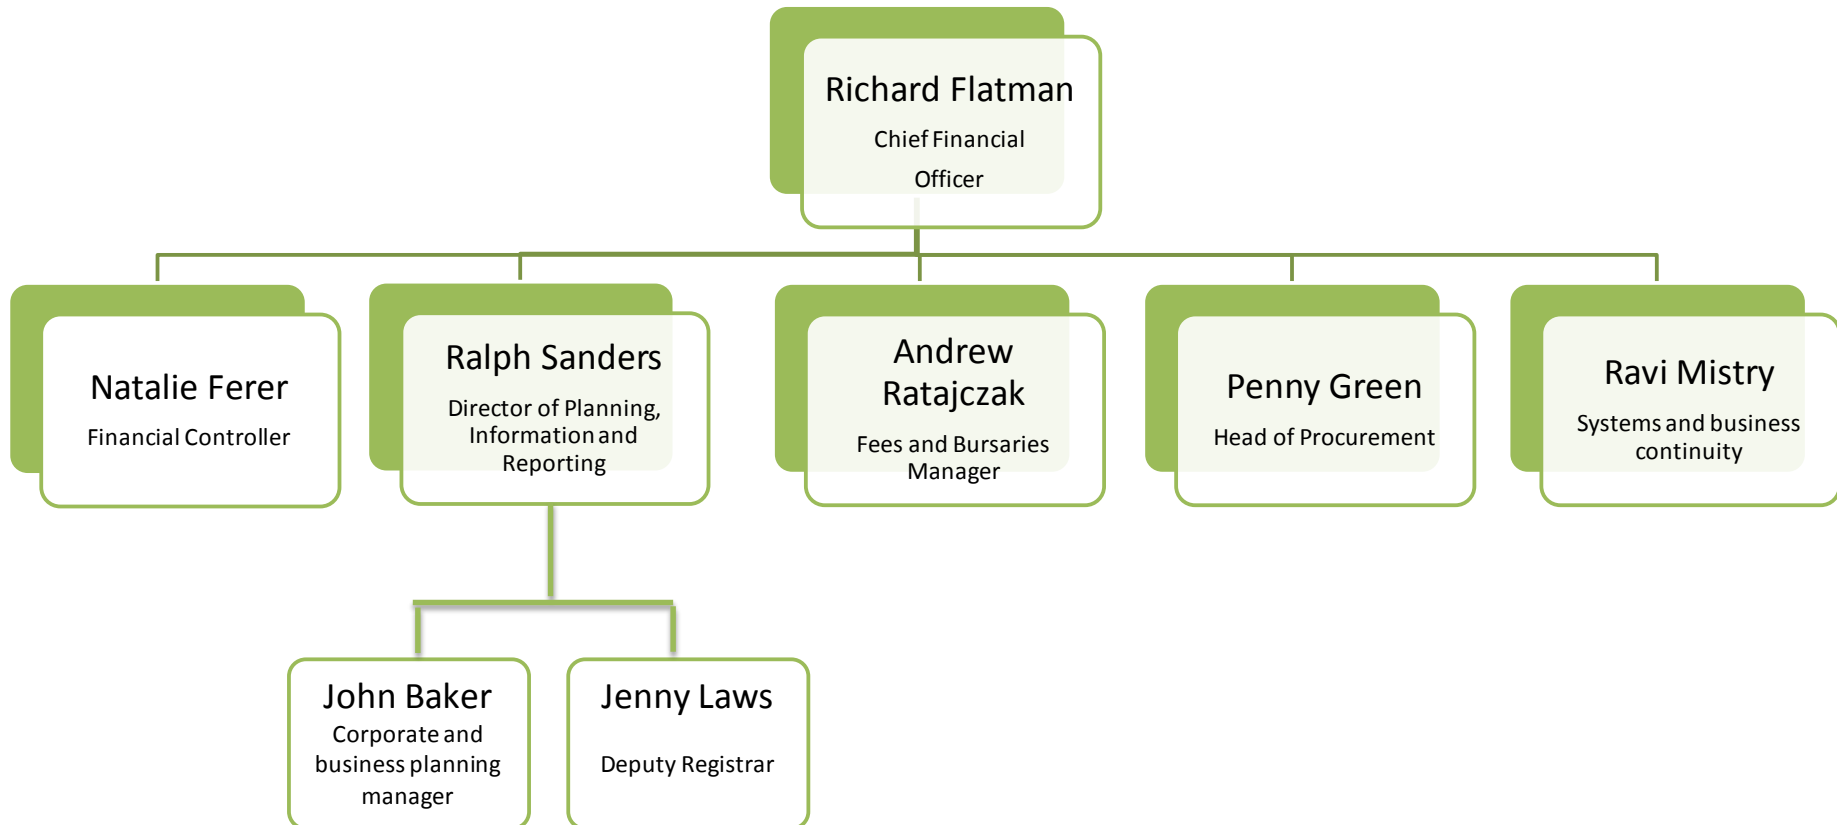 Richard Flatman
Chief Financial
Officer
Natalie Ferer
Financial Controller
Ralph Sanders
Director of Planning,
Information and
Reporting
Andrew
Ratajczak
Fees and Bursaries
Manager
Penny Green
Head of Procurement
Ravi Mistry
Systems and business
continuity
John Baker
Corporate and
business planning
manager
Jenny Laws
Deputy Registrar